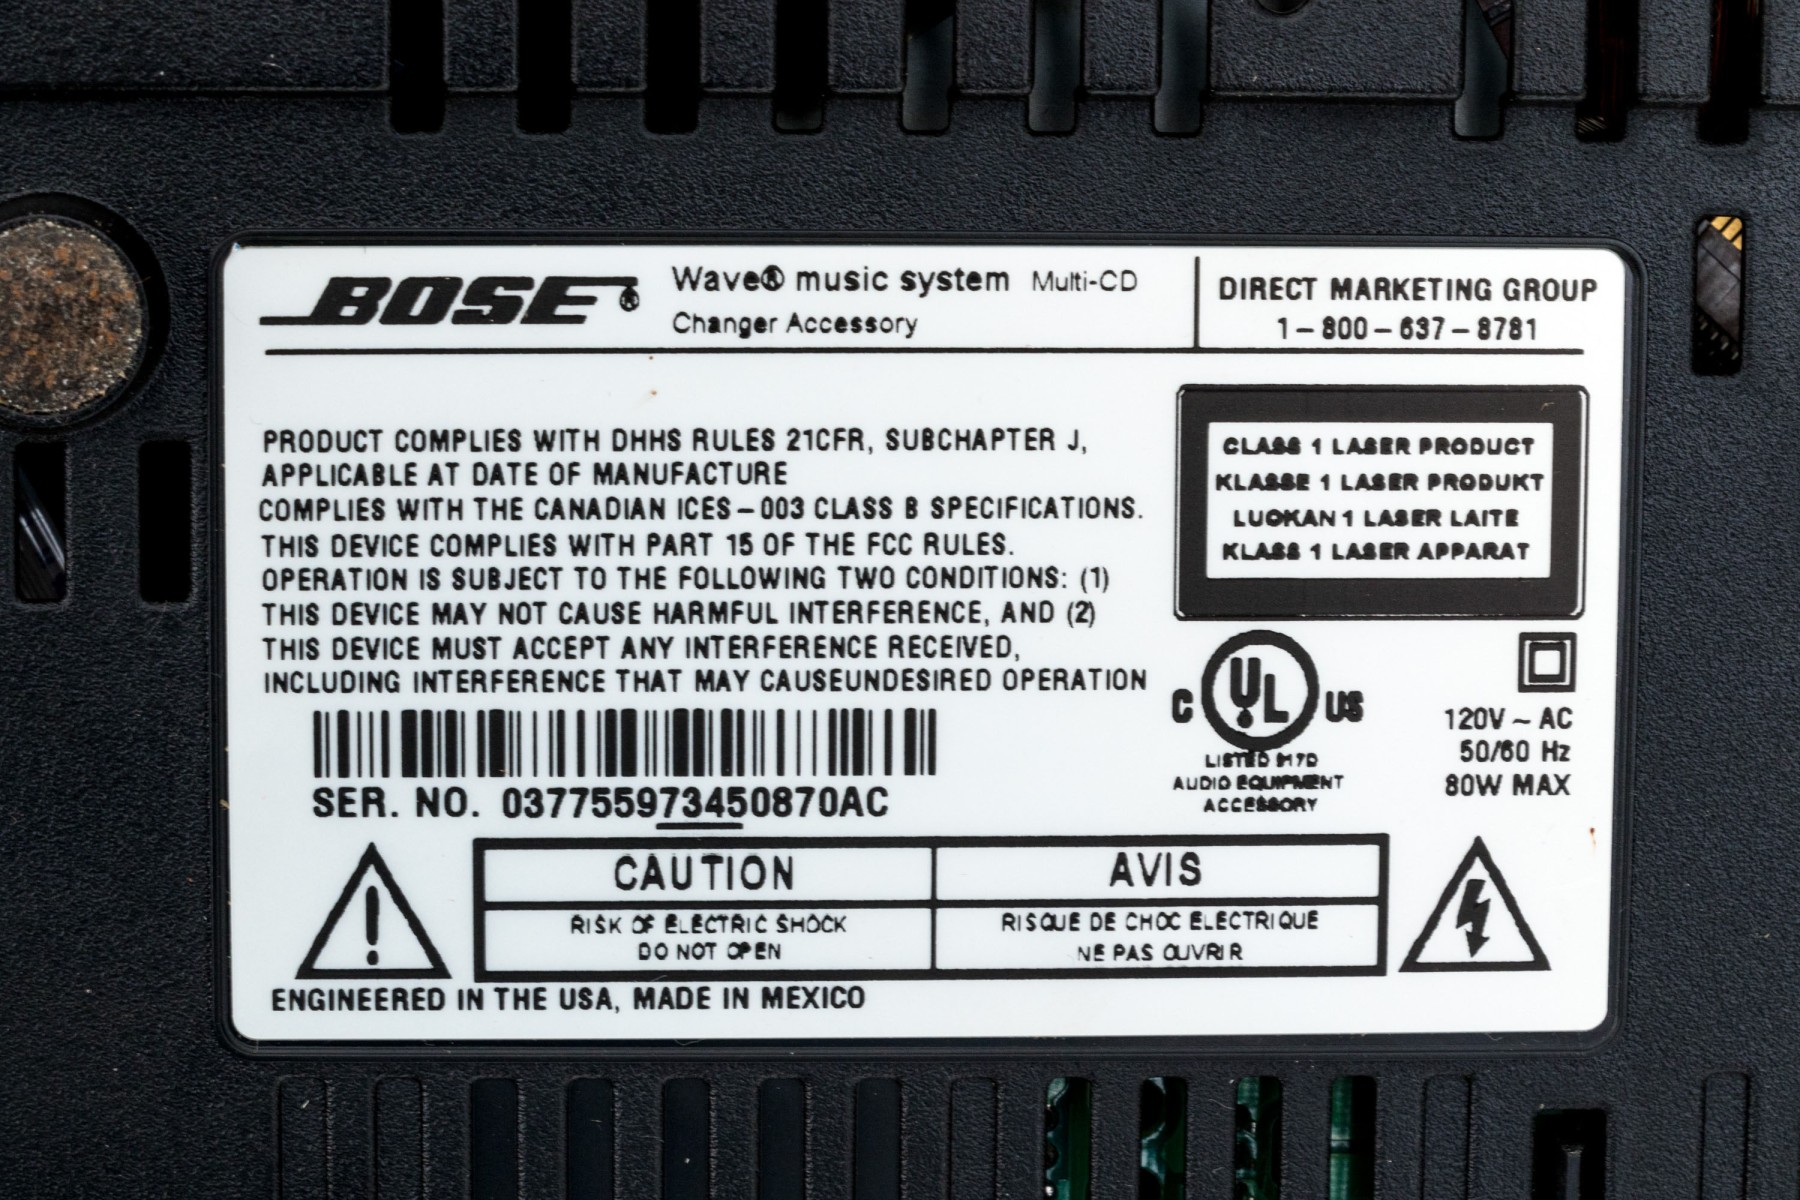 BOSE® Wave® music system Multi-CD
Changer Accessory
DIRECT MARKETING GROUP
1-800-637-8781
PRODUCT COMPLIES WITH DHHS RULES 21CFR, SUBCHAPTER J,
APPLICABLE AT DATE OF MANUFACTURE
COMPLIES WITH THE CANADIAN ICES-003 CLASS B SPECIFICATIONS.
THIS DEVICE COMPLIES WITH PART 15 OF THE FCC RULES.
OPERATION IS SUBJECT TO THE FOLLOWING TWO CONDITIONS: (1)
THIS DEVICE MAY NOT CAUSE HARMFUL INTERFERENCE, AND (2)
THIS DEVICE MUST ACCEPT ANY INTERFERENCE RECEIVED,
INCLUDING INTERFERENCE THAT MAY CAUSEUNDESIRED OPERATION
CLASS 1 LASER PRODUCT
KLASSE 1 LASER PRODUKT
LUOKAN 1 LASER LAITE
KLASS 1 LASER APPARAT
C UL US
LISTED
AUDIO EQUIPMENT
ACCESSORY
120V ~ AC
50/60 Hz
80W MAX
SER. NO. 037755973450870AC
CAUTION
RISK OF ELECTRIC SHOCK
DO NOT OPEN
AVIS
RISQUE DE CHOC ELECTRIQUE
NE PAS OUVRIR
ENGINEERED IN THE USA, MADE IN MEXICO